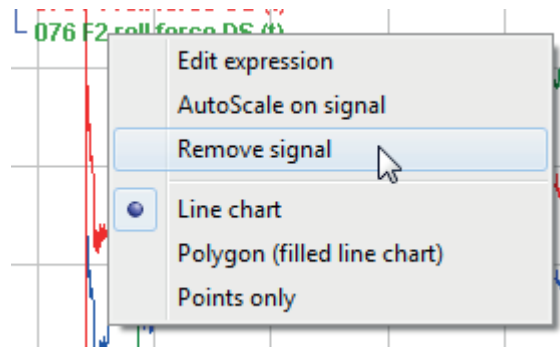 076 F2 roll force DS (t)
Edit expression
AutoScale on signal
Remove signal
Line chart
Polygon (filled line chart)
Points only